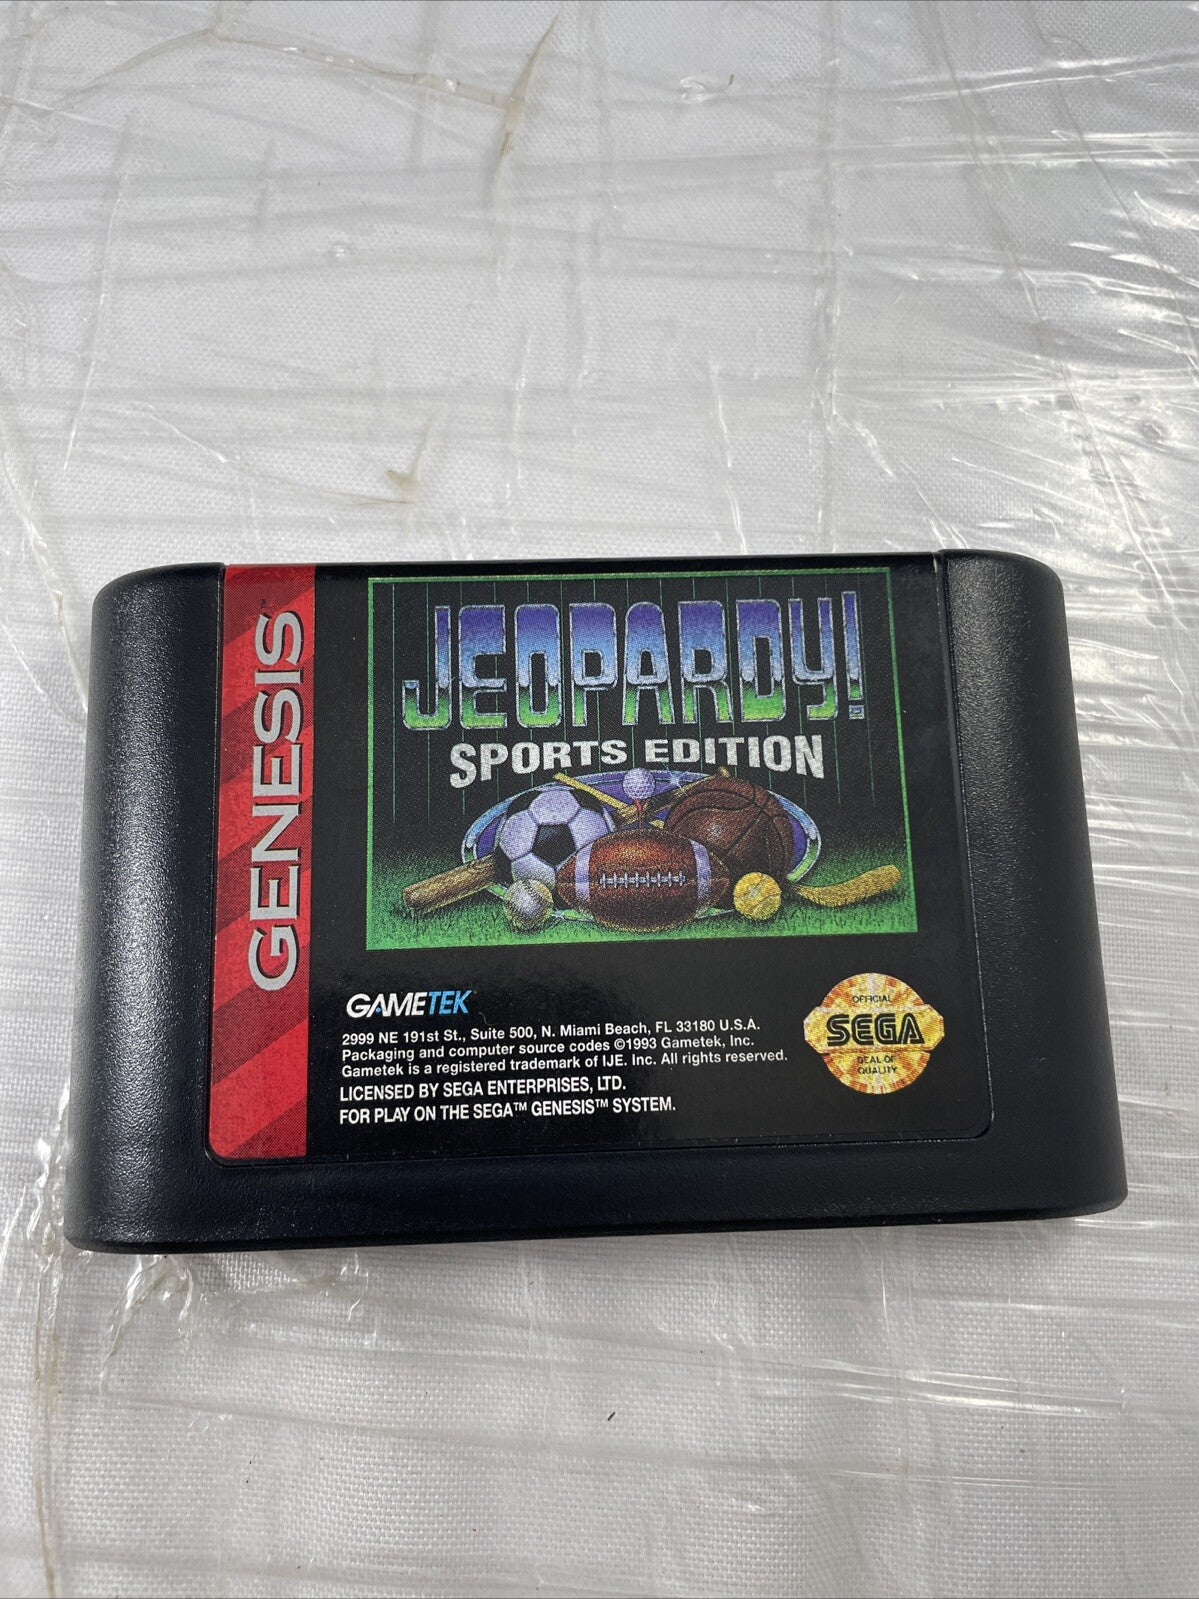 GENESIS™
JEOPARDY!
SPORTS EDITION
GAMETEK
2999 NE 191st St., Suite 500, N. Miami Beach, FL 33180 U.S.A.
Packaging and computer source codes ©1993 Gametek, Inc.
Gametek is a registered trademark of IJE. Inc. All rights reserved.
LICENSED BY SEGA ENTERPRISES, LTD.
FOR PLAY ON THE SEGA™ GENESIS™ SYSTEM.
OFFICIAL
SEGA
SEAL OF
QUALITY